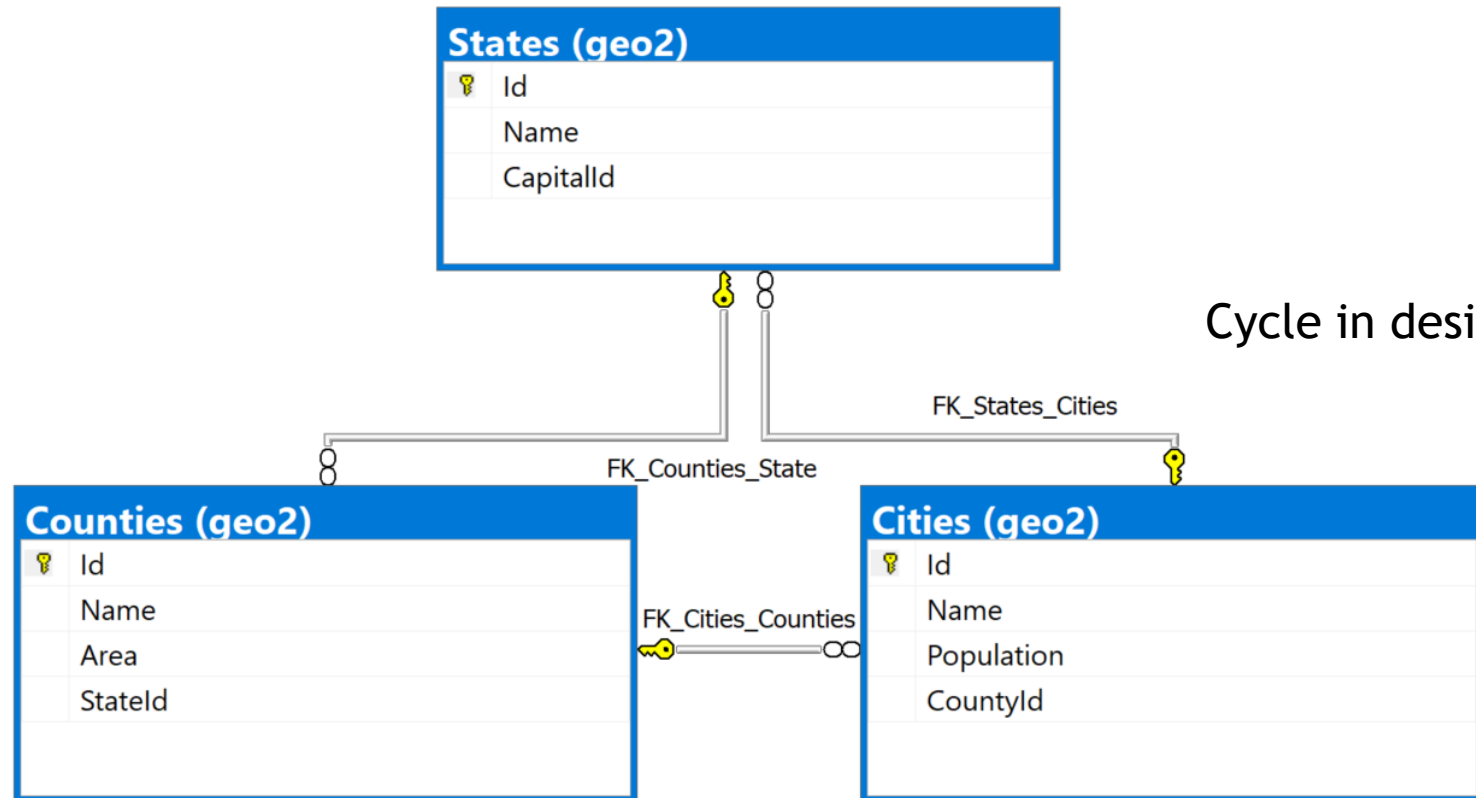 States (geo2)
Id
Name
CapitalId
Cycle in desi
FK_States_Cities
FK_Counties_State
Counties (geo2)
Id
Name
Area
StateId
FK_Cities_Counties
Cities (geo2)
Id
Name
Population
CountyId